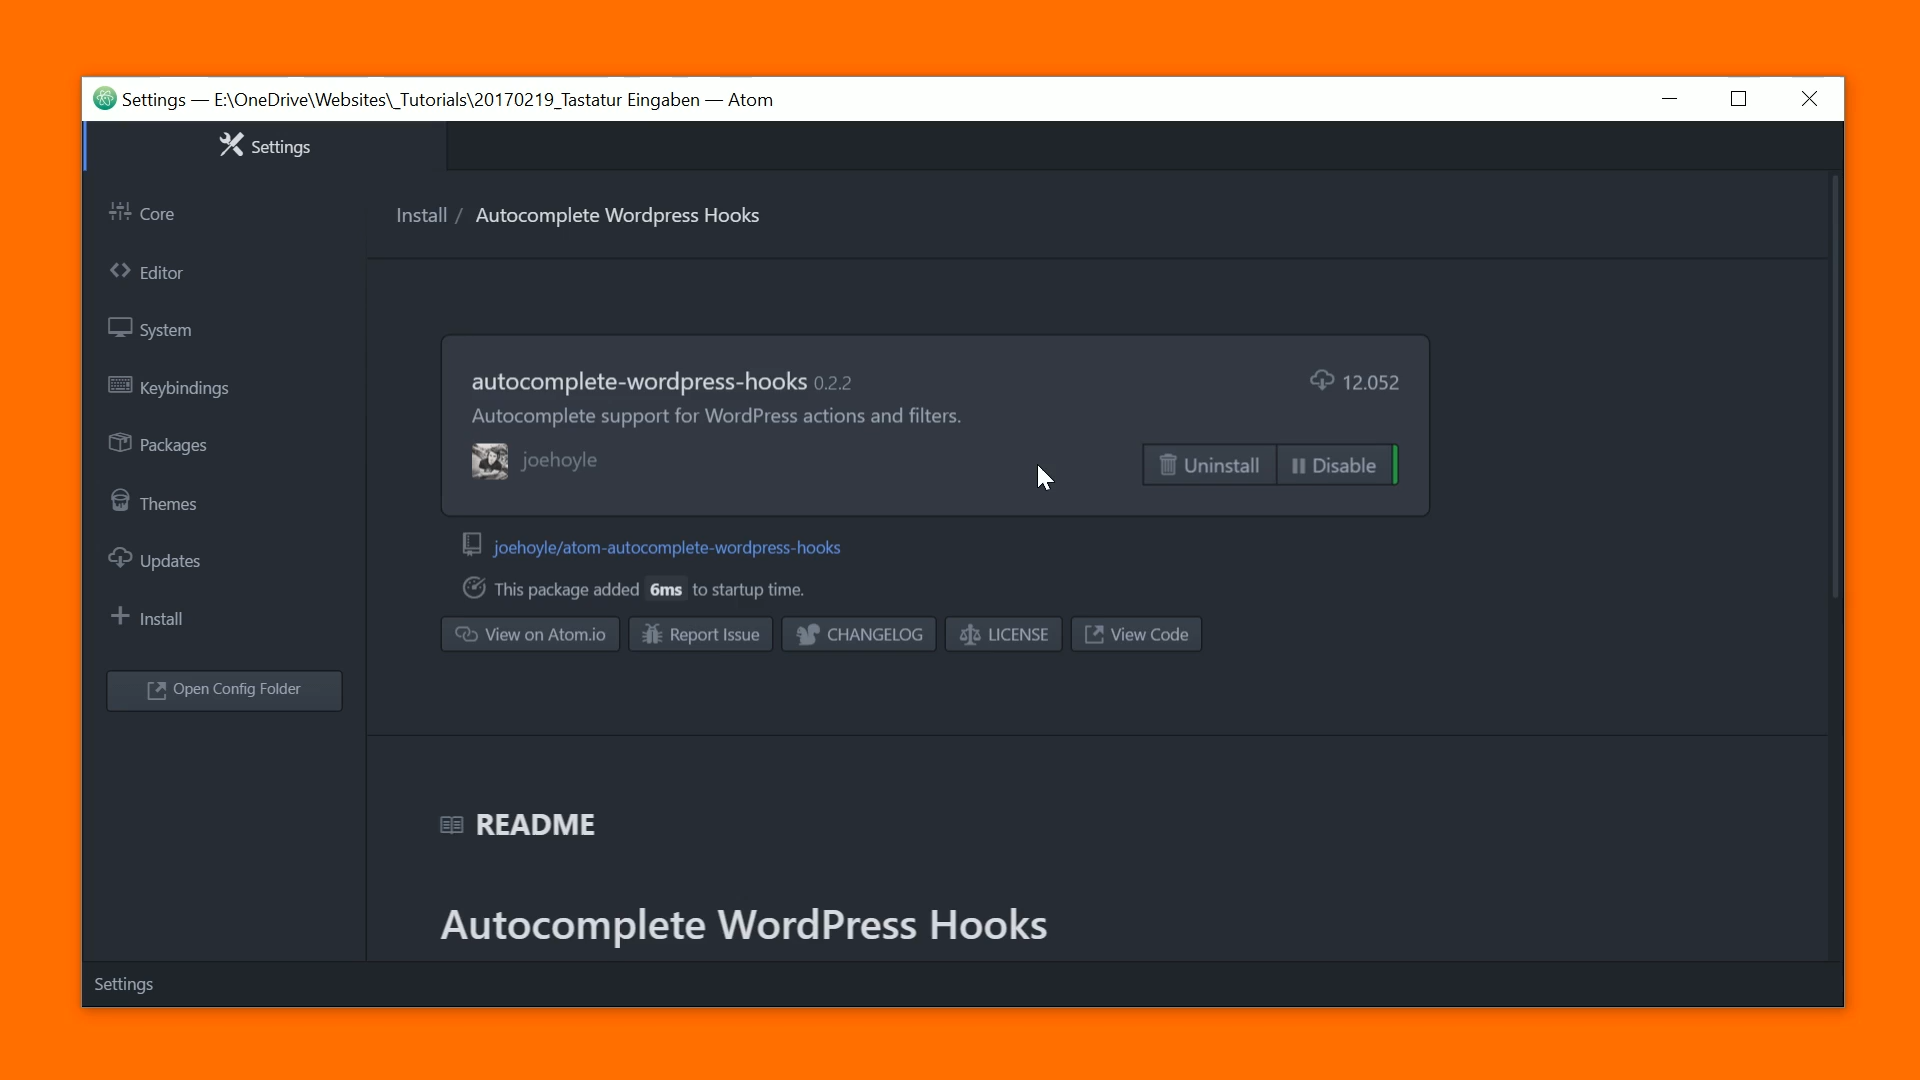 Settings — E:\OneDrive\Websites\_Tutorials\20170219_Tastatur Eingaben — Atom
Settings
Core
Editor
System
Keybindings
Packages
Themes
Updates
Install
Open Config Folder
Install / Autocomplete Wordpress Hooks
autocomplete-wordpress-hooks 0.2.2
12.052
Autocomplete support for WordPress actions and filters.
joehoyle
Uninstall
Disable
joehoyle/atom-autocomplete-wordpress-hooks
This package added 6ms to startup time.
View on Atom.io
Report Issue
CHANGELOG
LICENSE
View Code
README
Autocomplete WordPress Hooks
Settings